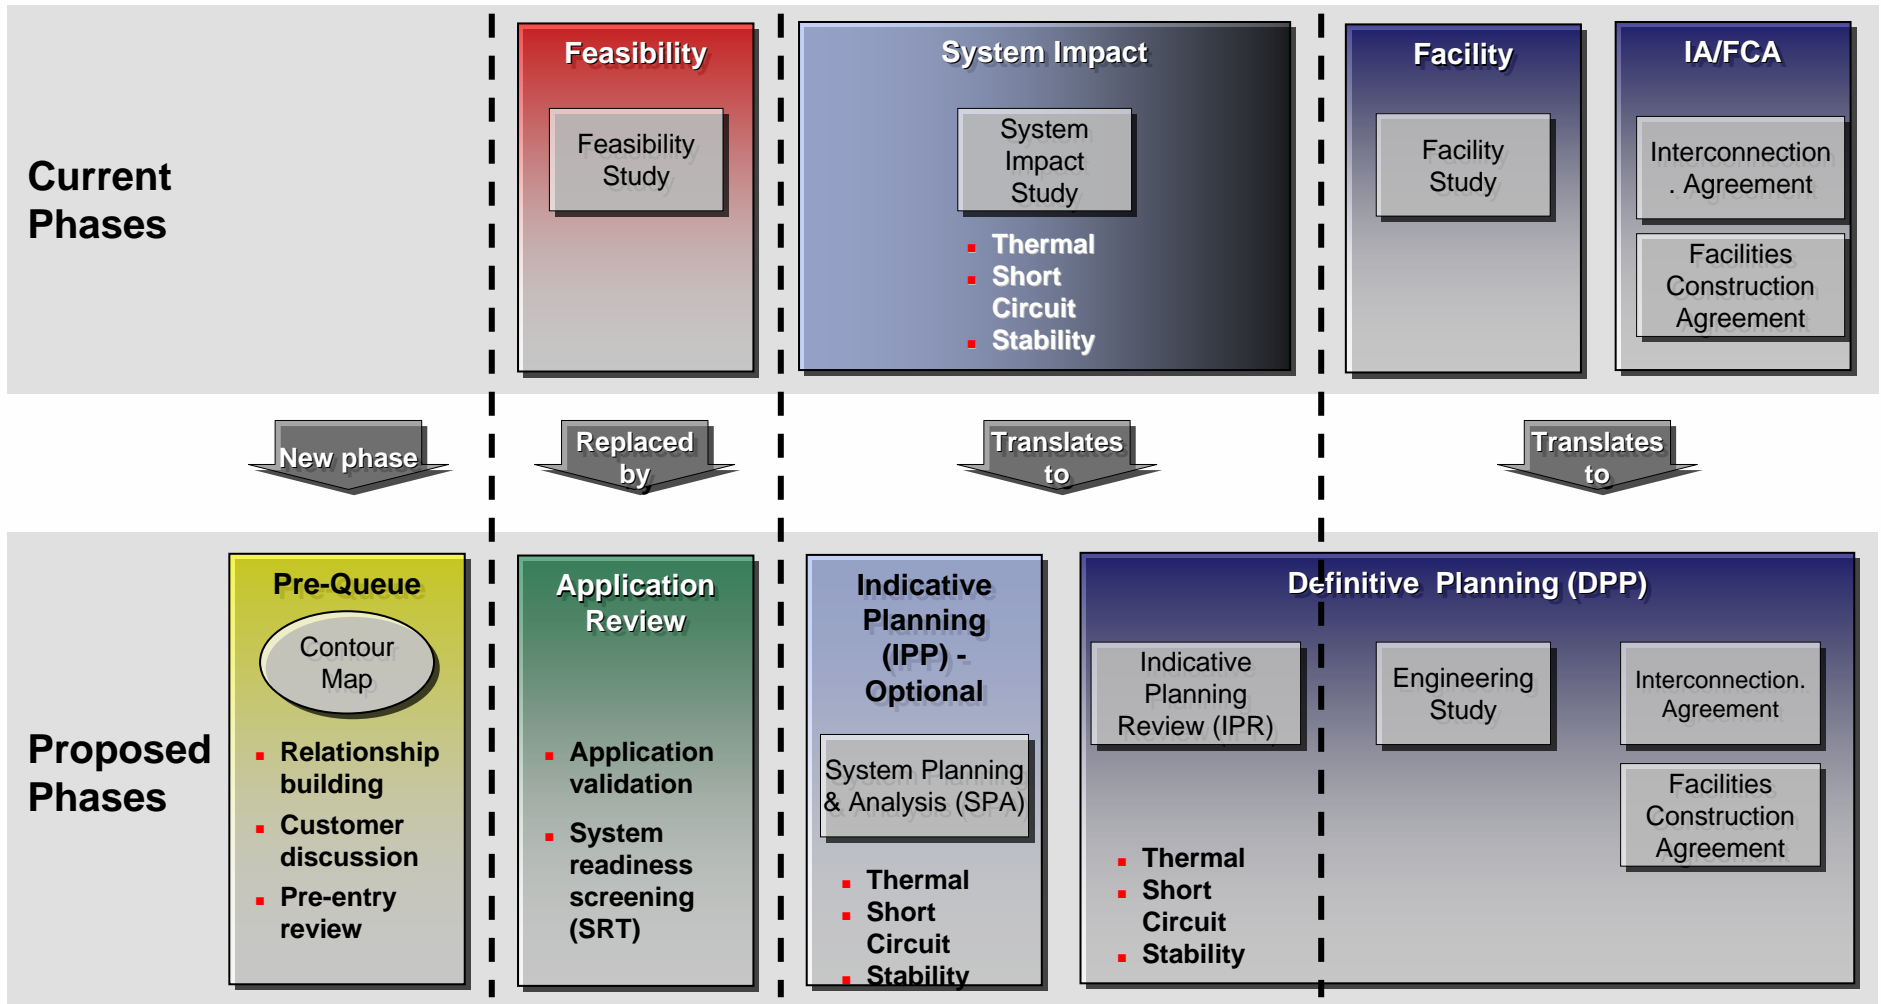 Current
Phases
Feasibility
Feasibility
Study
System Impact
System
Impact
Study
Thermal
Short
Circuit
Stability
Facility
Facility
Study
IA/FCA
Interconnection
. Agreement
Facilities
Construction
Agreement
New phase
Replaced
by
Translates
to
Translates
to
Proposed
Phases
Pre-Queue
Contour
Map
Relationship
building
Customer
discussion
Pre-entry
review
Application
Review
Application
validation
System
readiness
screening
(SRT)
Indicative
Planning
(IPP) -
Optional
System Planning
& Analysis (SPA)
Thermal
Short
Circuit
Stability
Definitive Planning (DPP)
Indicative
Planning
Review (IPR)
Thermal
Short
Circuit
Stability
Engineering
Study
Interconnection.
Agreement
Facilities
Construction
Agreement